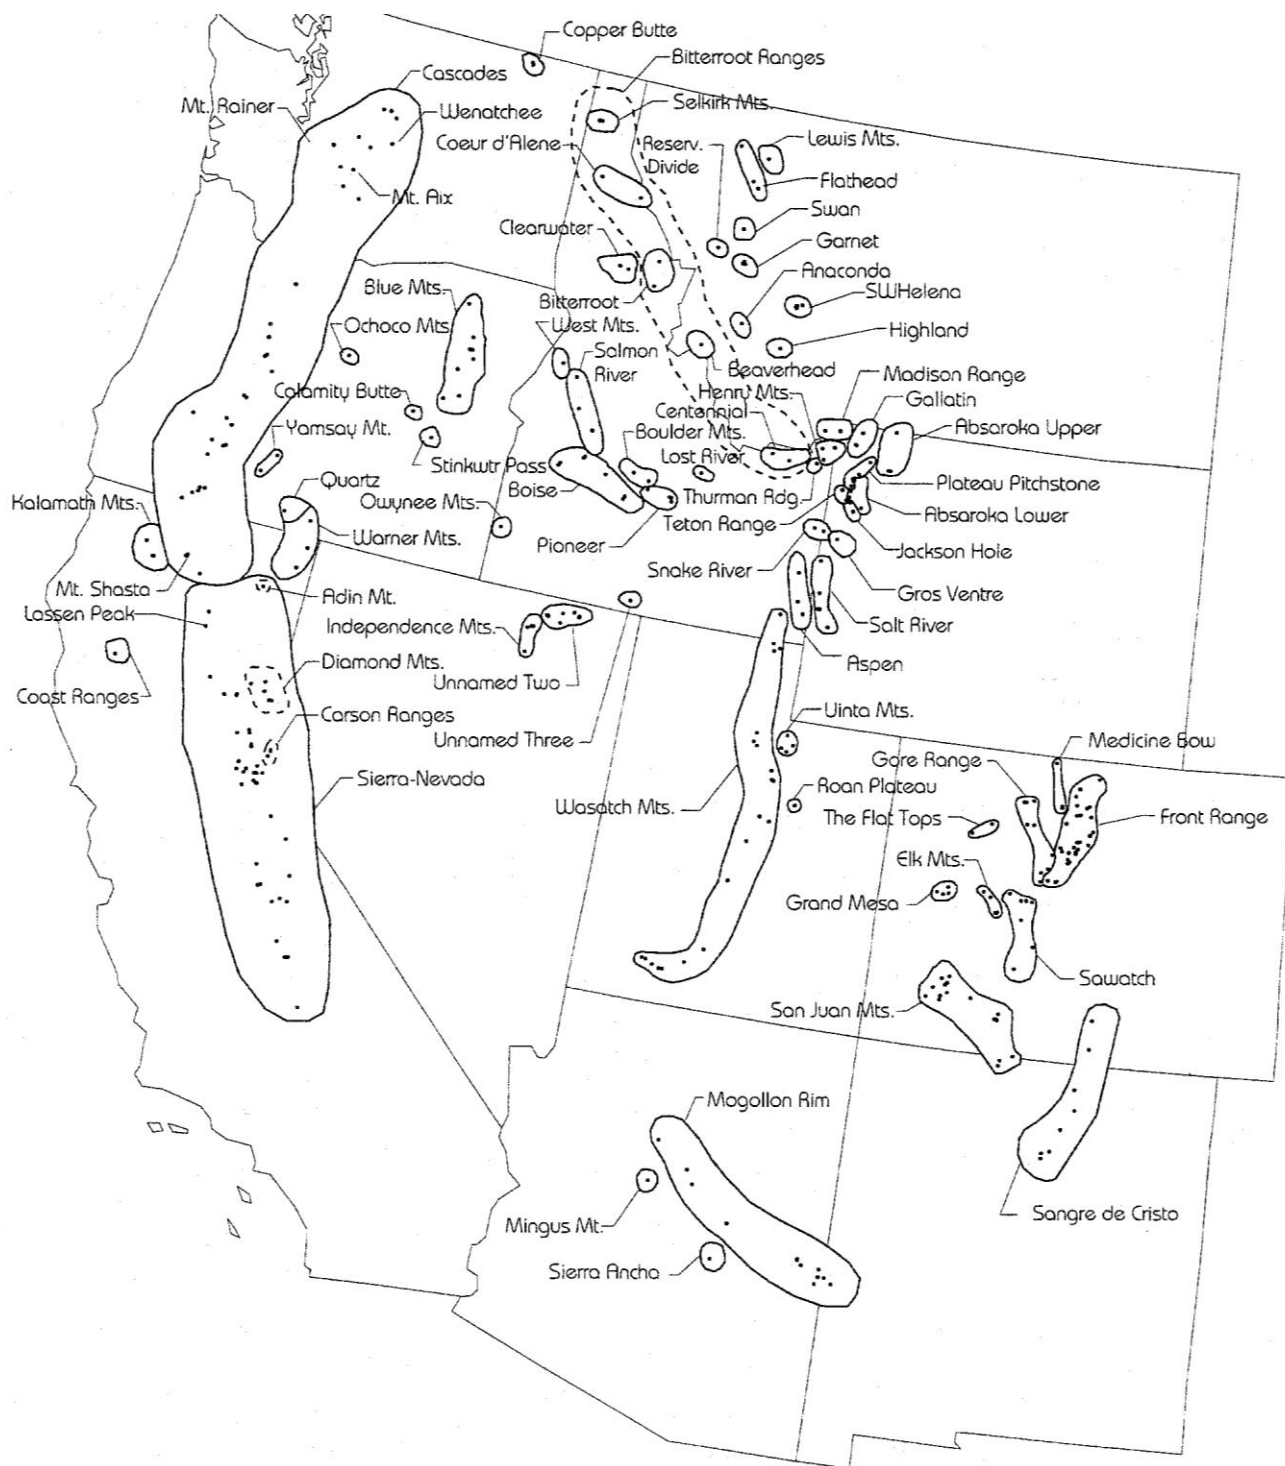 Copper Butte
Bitterroot Ranges
Cascades
Selkirk Mts.
Mt. Rainer
Wenatchee
Coeur d'Alene
Reserv.
Divide
Lewis Mts.
Flathead
Mt. Aix
Swan
Clearwater
Garnet
Anaconda
Blue Mts.
Bitterroot
SWHelena
Ochoco Mts.
West Mts.
Salmon
River
Highland
Beaverhead
Calamity Butte
Henry Mts.
Madison Range
Centennial
Gallatin
Yamsay Mt.
Boulder Mts.
Absaroka Upper
Lost River
Stinkwtr Pass
Quartz
Boise
Thurman Rdg.
Plateau Pitchstone
Kalamath Mts.
Owynee Mts.
Teton Range
Absaroka Lower
Warner Mts.
Pioneer
Jackson Hole
Snake River
Mt. Shasta
Adin Mt.
Gros Ventre
Lassen Peak
Independence Mts.
Salt River
Diamond Mts.
Aspen
Coast Ranges
Unnamed Two
Carson Ranges
Unnamed Three
Uinta Mts.
Medicine Bow
Gore Range
Sierra-Nevada
Roan Plateau
Wasatch Mts.
The Flat Tops
Front Range
Elk Mts.
Grand Mesa
Sawatch
San Juan Mts.
Mogollon Rim
Mingus Mt.
Sangre de Cristo
Sierra Ancha